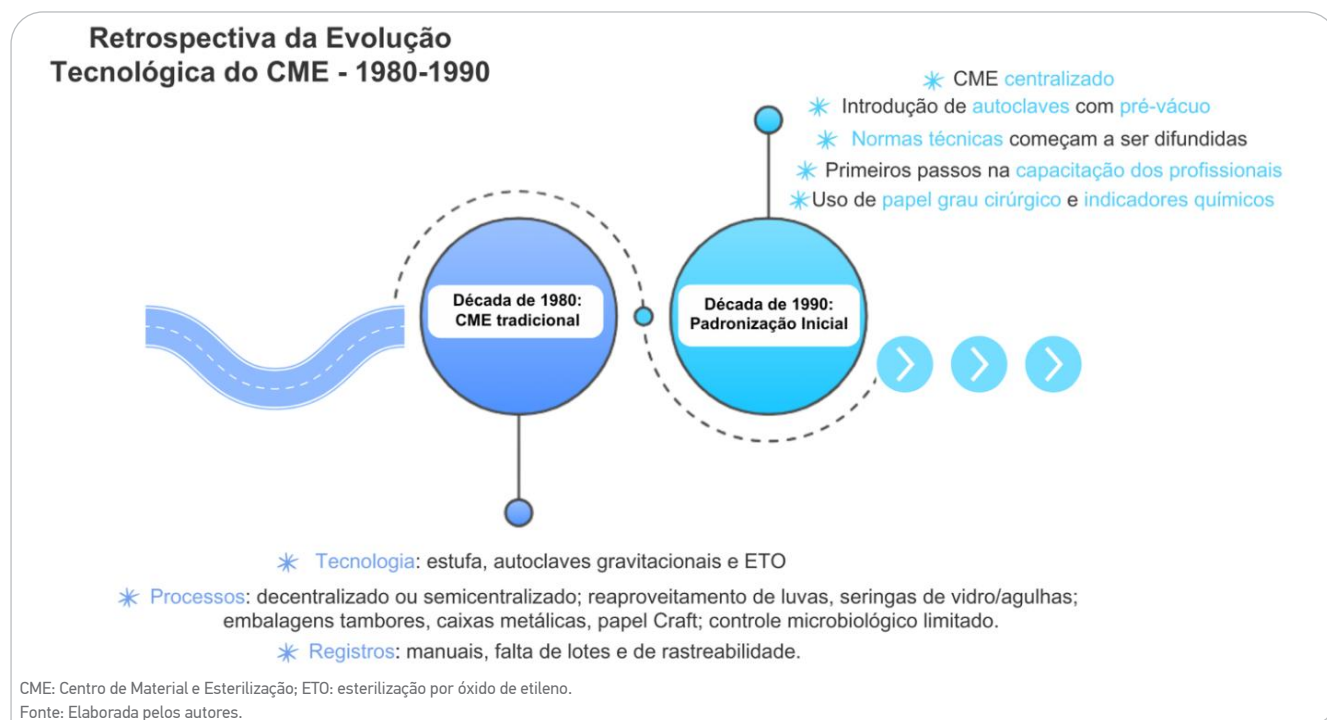 Retrospectiva da Evolução
Tecnológica do CME - 1980-1990
CME centralizado
Introdução de autoclaves com pré-vácuo
Normas técnicas começam a ser difundidas
Primeiros passos na capacitação dos profissionais
Uso de papel grau cirúrgico e indicadores químicos
Década de 1980:
CME tradicional
Década de 1990:
Padronização Inicial
Tecnologia: estufa, autoclaves gravitacionais e ETO
Processos: decentralizado ou semicentralizado; reaproveitamento de luvas, seringas de vidro/agulhas;
embalagens tambores, caixas metálicas, papel Craft; controle microbiológico limitado.
Registros: manuais, falta de lotes e de rastreabilidade.
CME: Centro de Material e Esterilização; ETO: esterilização por óxido de etileno.
Fonte: Elaborada pelos autores.